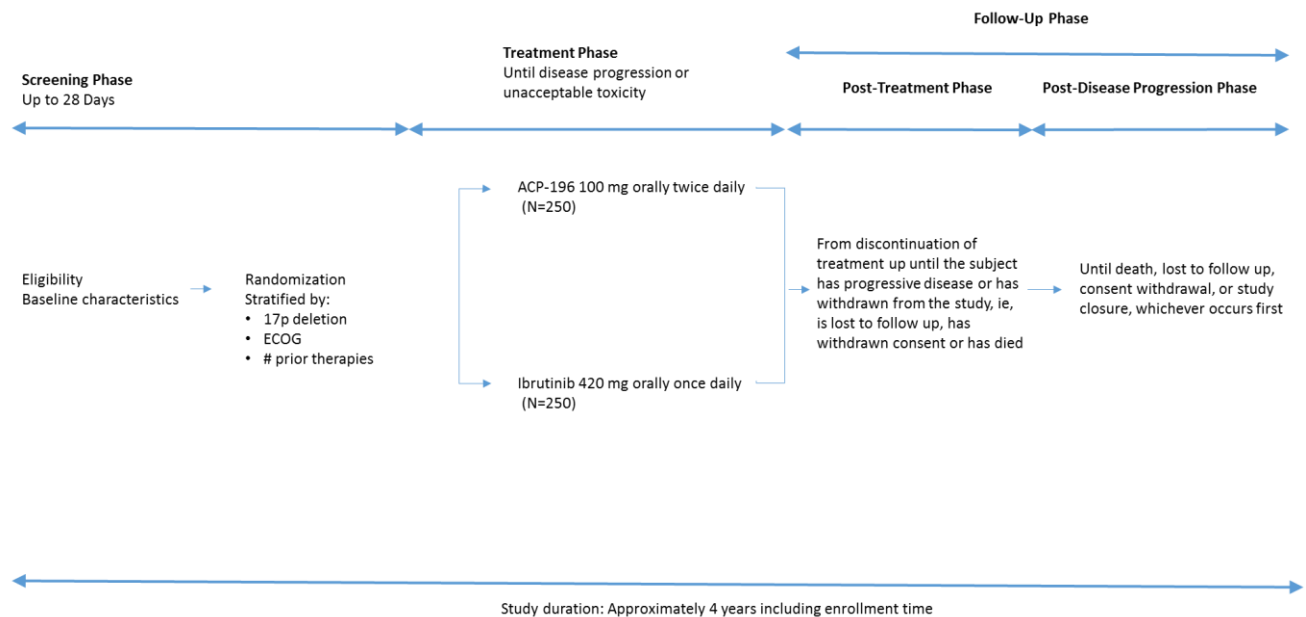 Follow-Up Phase
Screening Phase
Up to 28 Days
Treatment Phase
Until disease progression or
unacceptable toxicity
Post-Treatment Phase
Post-Disease Progression Phase
Eligibility
Baseline characteristics
Randomization
Stratified by:
• 17p deletion
• ECOG
• # prior therapies
ACP-196 100 mg orally twice daily
(N=250)
Ibrutinib 420 mg orally once daily
(N=250)
From discontinuation of
treatment up until the subject
has progressive disease or has
withdrawn from the study, ie,
is lost to follow up, has
withdrawn consent or has died
Until death, lost to follow up,
consent withdrawal, or study
closure, whichever occurs first
Study duration: Approximately 4 years including enrollment time